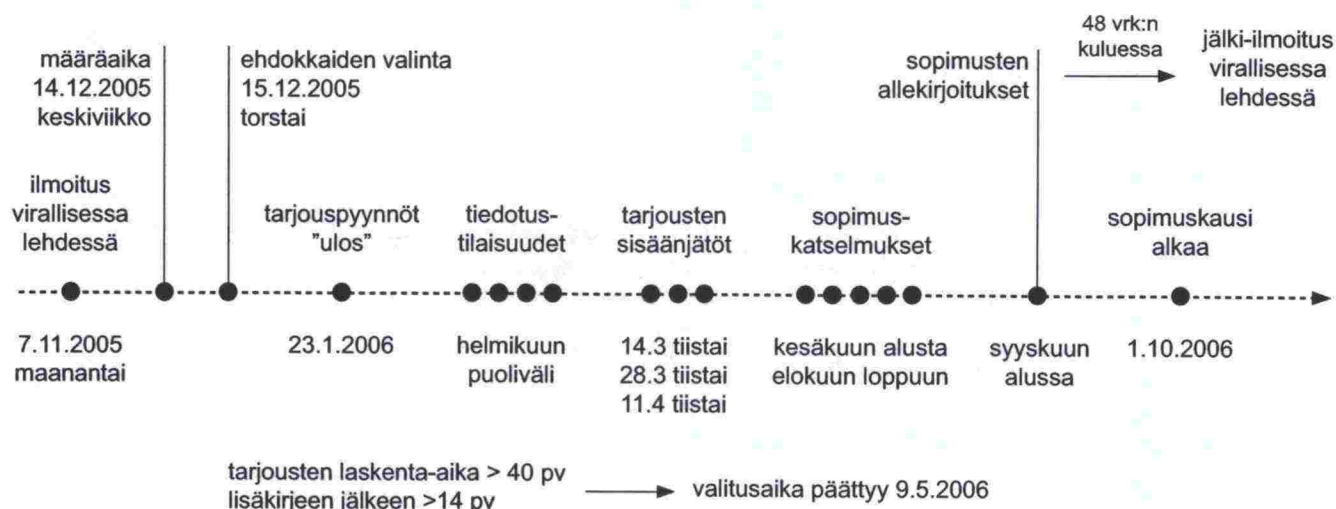 määräaika
14.12.2005
keskiviikko
ehdokkaiden valinta
15.12.2005
torstai
sopimusten
allekirjoitukset
48 vrk:n
kuluessa
jälki-ilmoitus
virallisessa
lehdessä
ilmoitus
virallisessa
lehdessä
tarjouspyynnöt
"ulos"
tiedotus-
tilaisuudet
tarjousten
sisäänjätöt
sopimus-
katselmukset
sopimuskausi
alkaa
7.11.2005
maanantai
23.1.2006
helmikuun
puoliväli
14.3 tiistai
28.3 tiistai
11.4 tiistai
kesäkuun alusta
elokuun loppuun
syyskuun
alussa
1.10.2006
tarjousten laskenta-aika > 40 pv
lisäkirjeen jälkeen >14 pv
valitusaika päättyy 9.5.2006